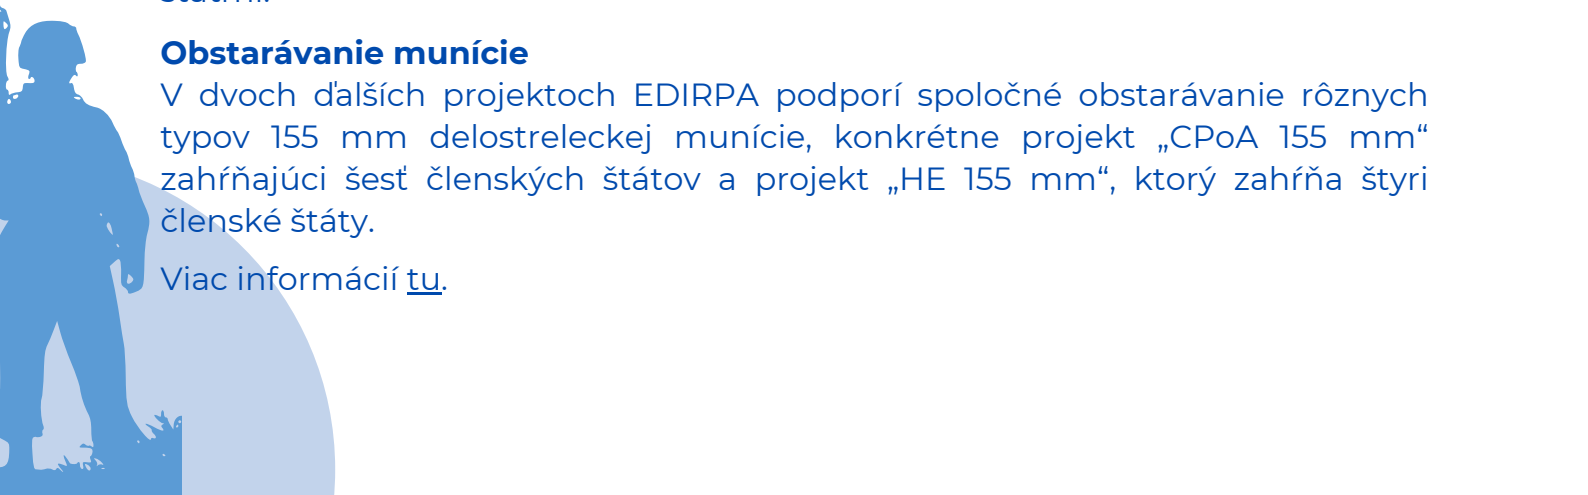 Obstarávanie munície
V dvoch ďalších projektoch EDIRPA podporí spoločné obstarávanie rôznych
typov 155 mm delostreleckej munície, konkrétne projekt „CPoA 155 mm“
zahŕňajúci šesť členských štátov a projekt „HE 155 mm“, ktorý zahŕňa štyri
členské štáty.
Viac informácií tu.